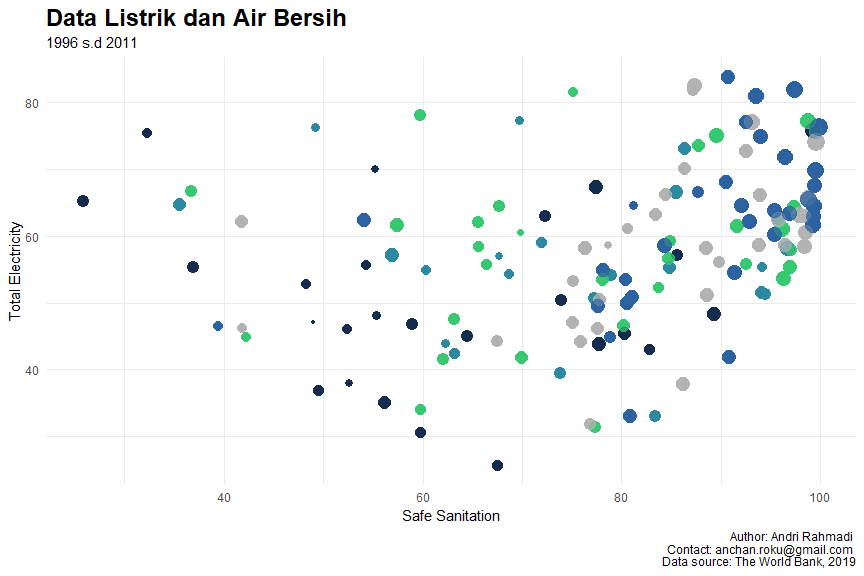 Data Listrik dan Air Bersih
1996 s.d 2011
Total Electricity
80
60
40
40
60
80
100
Safe Sanitation
Author: Andri Rahmadi
Contact: anchan.roku@gmail.com
Data source: The World Bank, 2019